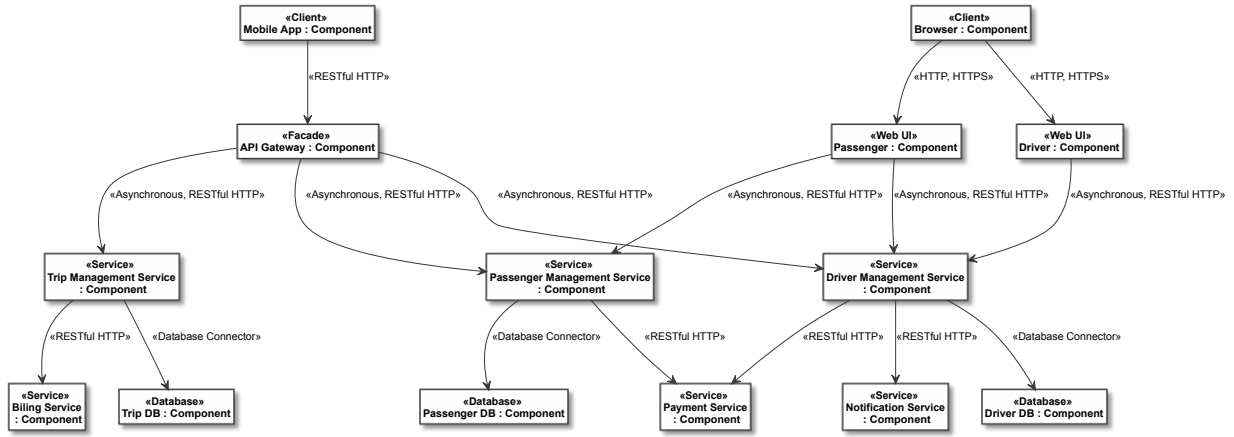 «Client»
Mobile App : Component
«Client»
Browser : Component
«RESTful HTTP»
«HTTP, HTTPS»
«HTTP, HTTPS»
«Facade»
API Gateway : Component
«Web UI»
Passenger : Component
«Web UI»
Driver : Component
«Asynchronous, RESTful HTTP»
«Asynchronous, RESTful HTTP»
«Asynchronous, RESTful HTTP»
«Asynchronous, RESTful HTTP»
«Asynchronous, RESTful HTTP»
«Asynchronous, RESTful HTTP»
«Service»
Trip Management Service
: Component
«Service»
Passenger Management Service
: Component
«Service»
Driver Management Service
: Component
«RESTful HTTP»
«Database Connector»
«Database Connector»
«RESTful HTTP»
«RESTful HTTP»
«RESTful HTTP»
«Database Connector»
«Service»
Biling Service
: Component
«Database»
Trip DB : Component
«Database»
Passenger DB : Component
«Service»
Payment Service
: Component
«Service»
Notification Service
: Component
«Database»
Driver DB : Component